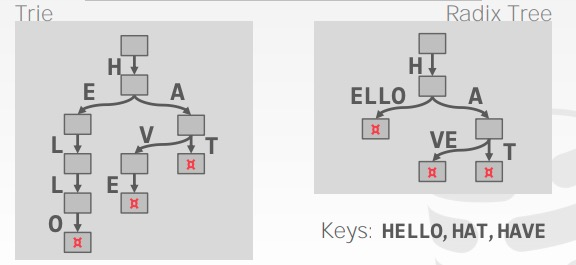 Trie
H
E A
L V T
L E
O
¤ ¤ ¤
Radix Tree
H
ELLO A
VE T
¤ ¤ ¤
Keys: HELLO, HAT, HAVE